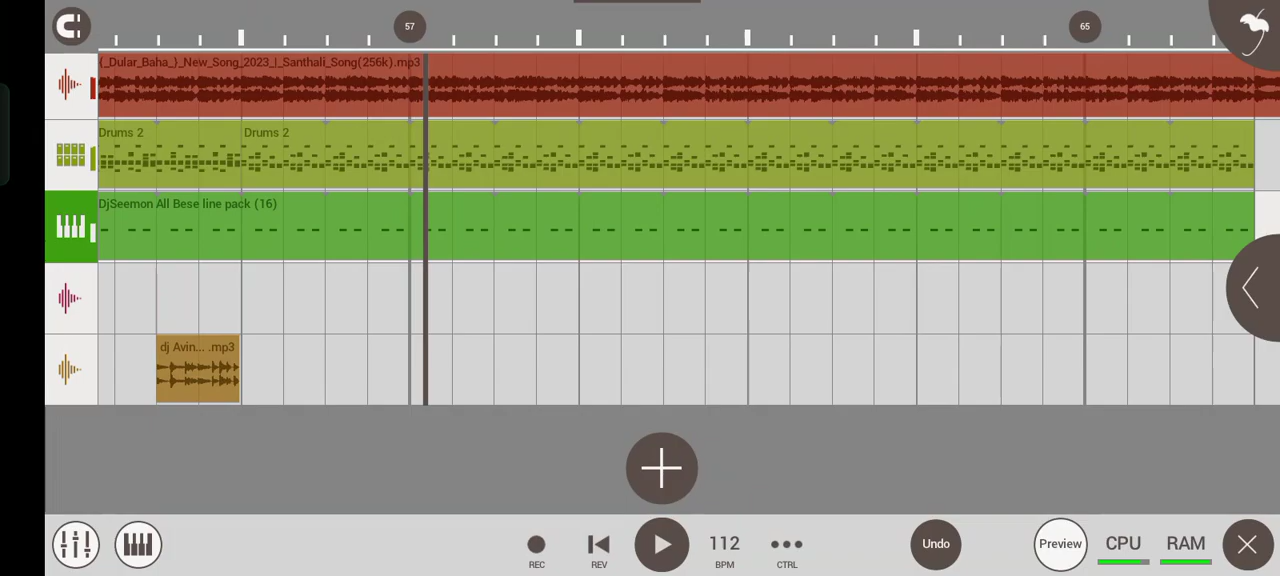 57
65
(_Dular_Baha_)_New_Song_2023_|_Santhali_Song(256k).mp3
Drums 2
Drums 2
DjSeemon All Bese line pack (16)
dj Avin... .mp3
REC
REV
112
BPM
CTRL
Undo
Preview
CPU
RAM